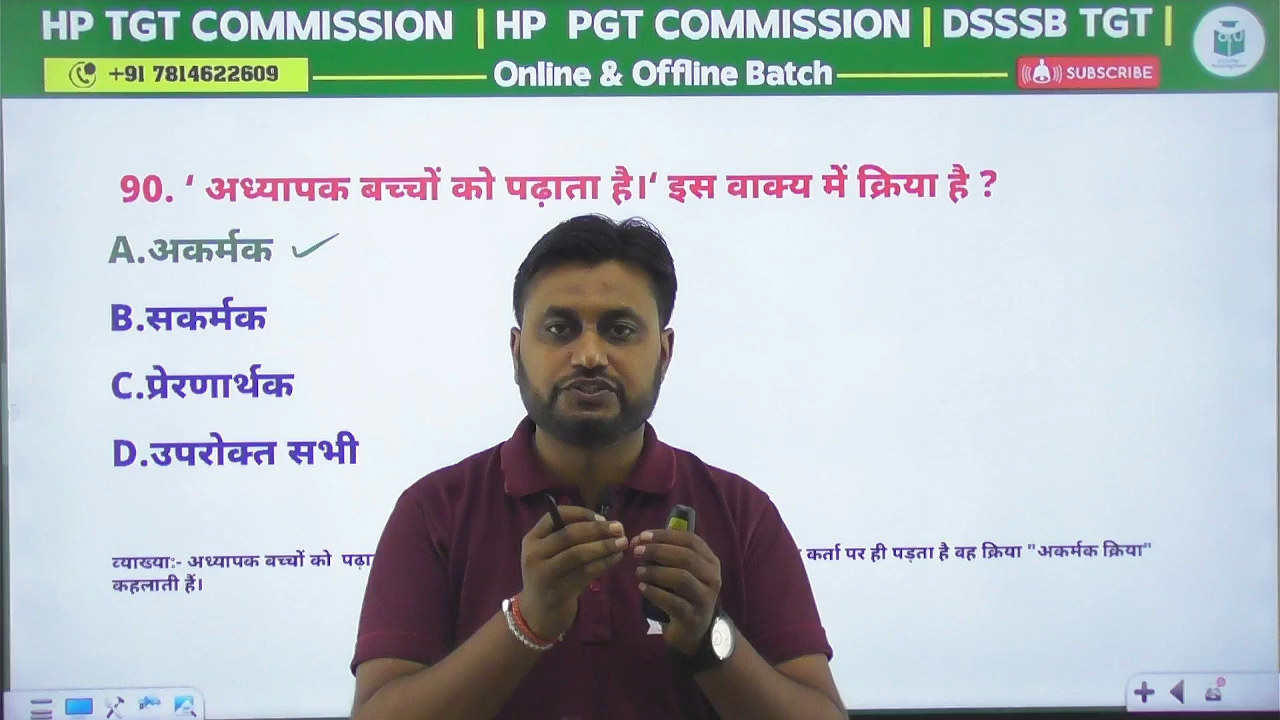 HP TGT COMMISSION | HP PGT COMMISSION | DSSSB TGT |
+91 7814622609
Online & Offline Batch
SUBSCRIBE
90. ‘ अध्यापक बच्चों को पढ़ाता है।‘ इस वाक्य में क्रिया है ?
A.अकर्मक
B.सकर्मक
C.प्रेरणार्थक
D.उपरोक्त सभी
व्याख्या:- अध्यापक बच्चों को कर्ता पर ही पड़ता है वह क्रिया "अकर्मक क्रिया"
कहलाती हैं।